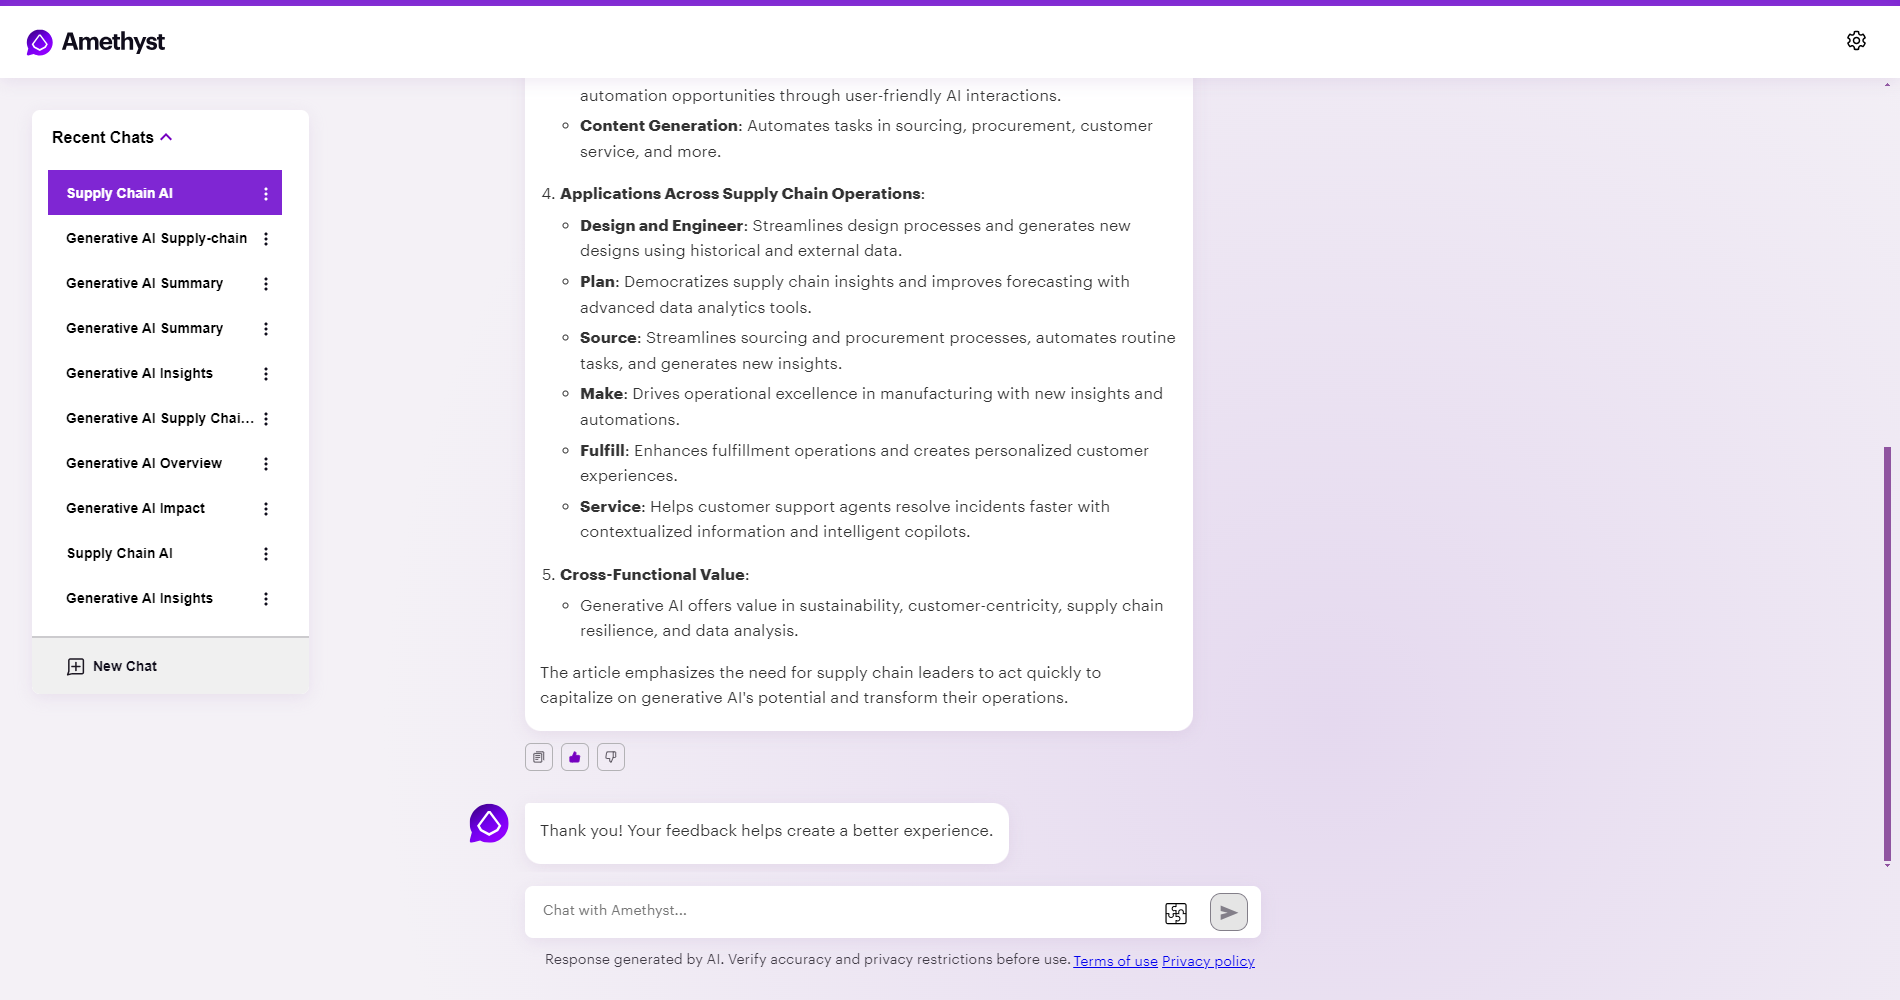 Amethyst
Recent Chats
Supply Chain AI
Generative AI Supply-chain
Generative AI Summary
Generative AI Summary
Generative AI Insights
Generative AI Supply Chai...
Generative AI Overview
Generative AI Impact
Supply Chain AI
Generative AI Insights
New Chat
automation opportunities through user-friendly AI interactions.
Content Generation: Automates tasks in sourcing, procurement, customer
service, and more.
4. Applications Across Supply Chain Operations:
Design and Engineer: Streamlines design processes and generates new
designs using historical and external data.
Plan: Democratizes supply chain insights and improves forecasting with
advanced data analytics tools.
Source: Streamlines sourcing and procurement processes, automates routine
tasks, and generates new insights.
Make: Drives operational excellence in manufacturing with new insights and
automations.
Fulfill: Enhances fulfillment operations and creates personalized customer
experiences.
Service: Helps customer support agents resolve incidents faster with
contextualized information and intelligent copilots.
5. Cross-Functional Value:
Generative AI offers value in sustainability, customer-centricity, supply chain
resilience, and data analysis.
The article emphasizes the need for supply chain leaders to act quickly to
capitalize on generative AI's potential and transform their operations.
Thank you! Your feedback helps create a better experience.
Chat with Amethyst...
Response generated by AI. Verify accuracy and privacy restrictions before use. Terms of use Privacy policy